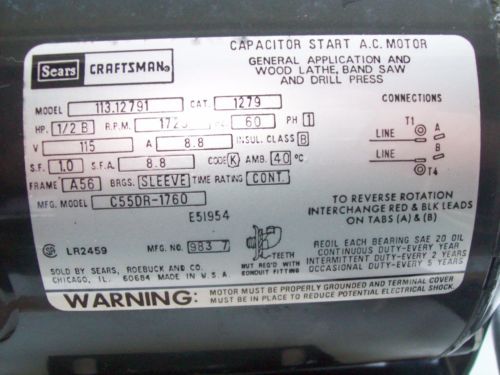 CAPACITOR START A.C. MOTOR
Sears CRAFTSMAN®
GENERAL APPLICATION AND
WOOD LATHE, BAND SAW
AND DRILL PRESS
MODEL 113.12791 CAT. 1279
CONNECTIONS
HP. 1/2 B R.P.M. 1725 60 PH 1
V 115 A 8.8 INSUL. CLASS B
S.F. 1.0 S.F.A. 8.8 CODE K AMB. 40 °C
T1
LINE A
LINE B
T4
FRAME A56 BRGS. SLEEVE TIME RATING CONT.
MFG. MODEL C55DR-1760
E51954
TO REVERSE ROTATION
INTERCHANGE RED & BLK LEADS
ON TABS (A) & (B)
LR2459 MFG. NO. 983 7
TEETH
NUT REQ'D WITH
CONDUIT FITTING
REOIL EACH BEARING SAE 20 OIL
CONTINUOUS DUTY-EVERY YEAR
INTERMITTENT DUTY-EVERY 2 YEARS
OCCASIONAL DUTY-EVERY 5 YEARS
SOLD BY SEARS, ROEBUCK AND CO.
CHICAGO, IL. 60684 MADE IN U.S.A.
WARNING: MOTOR MUST BE PROPERLY GROUNDED AND TERMINAL COVER
MUST BE IN PLACE TO REDUCE POTENTIAL ELECTRICAL SHOCK.